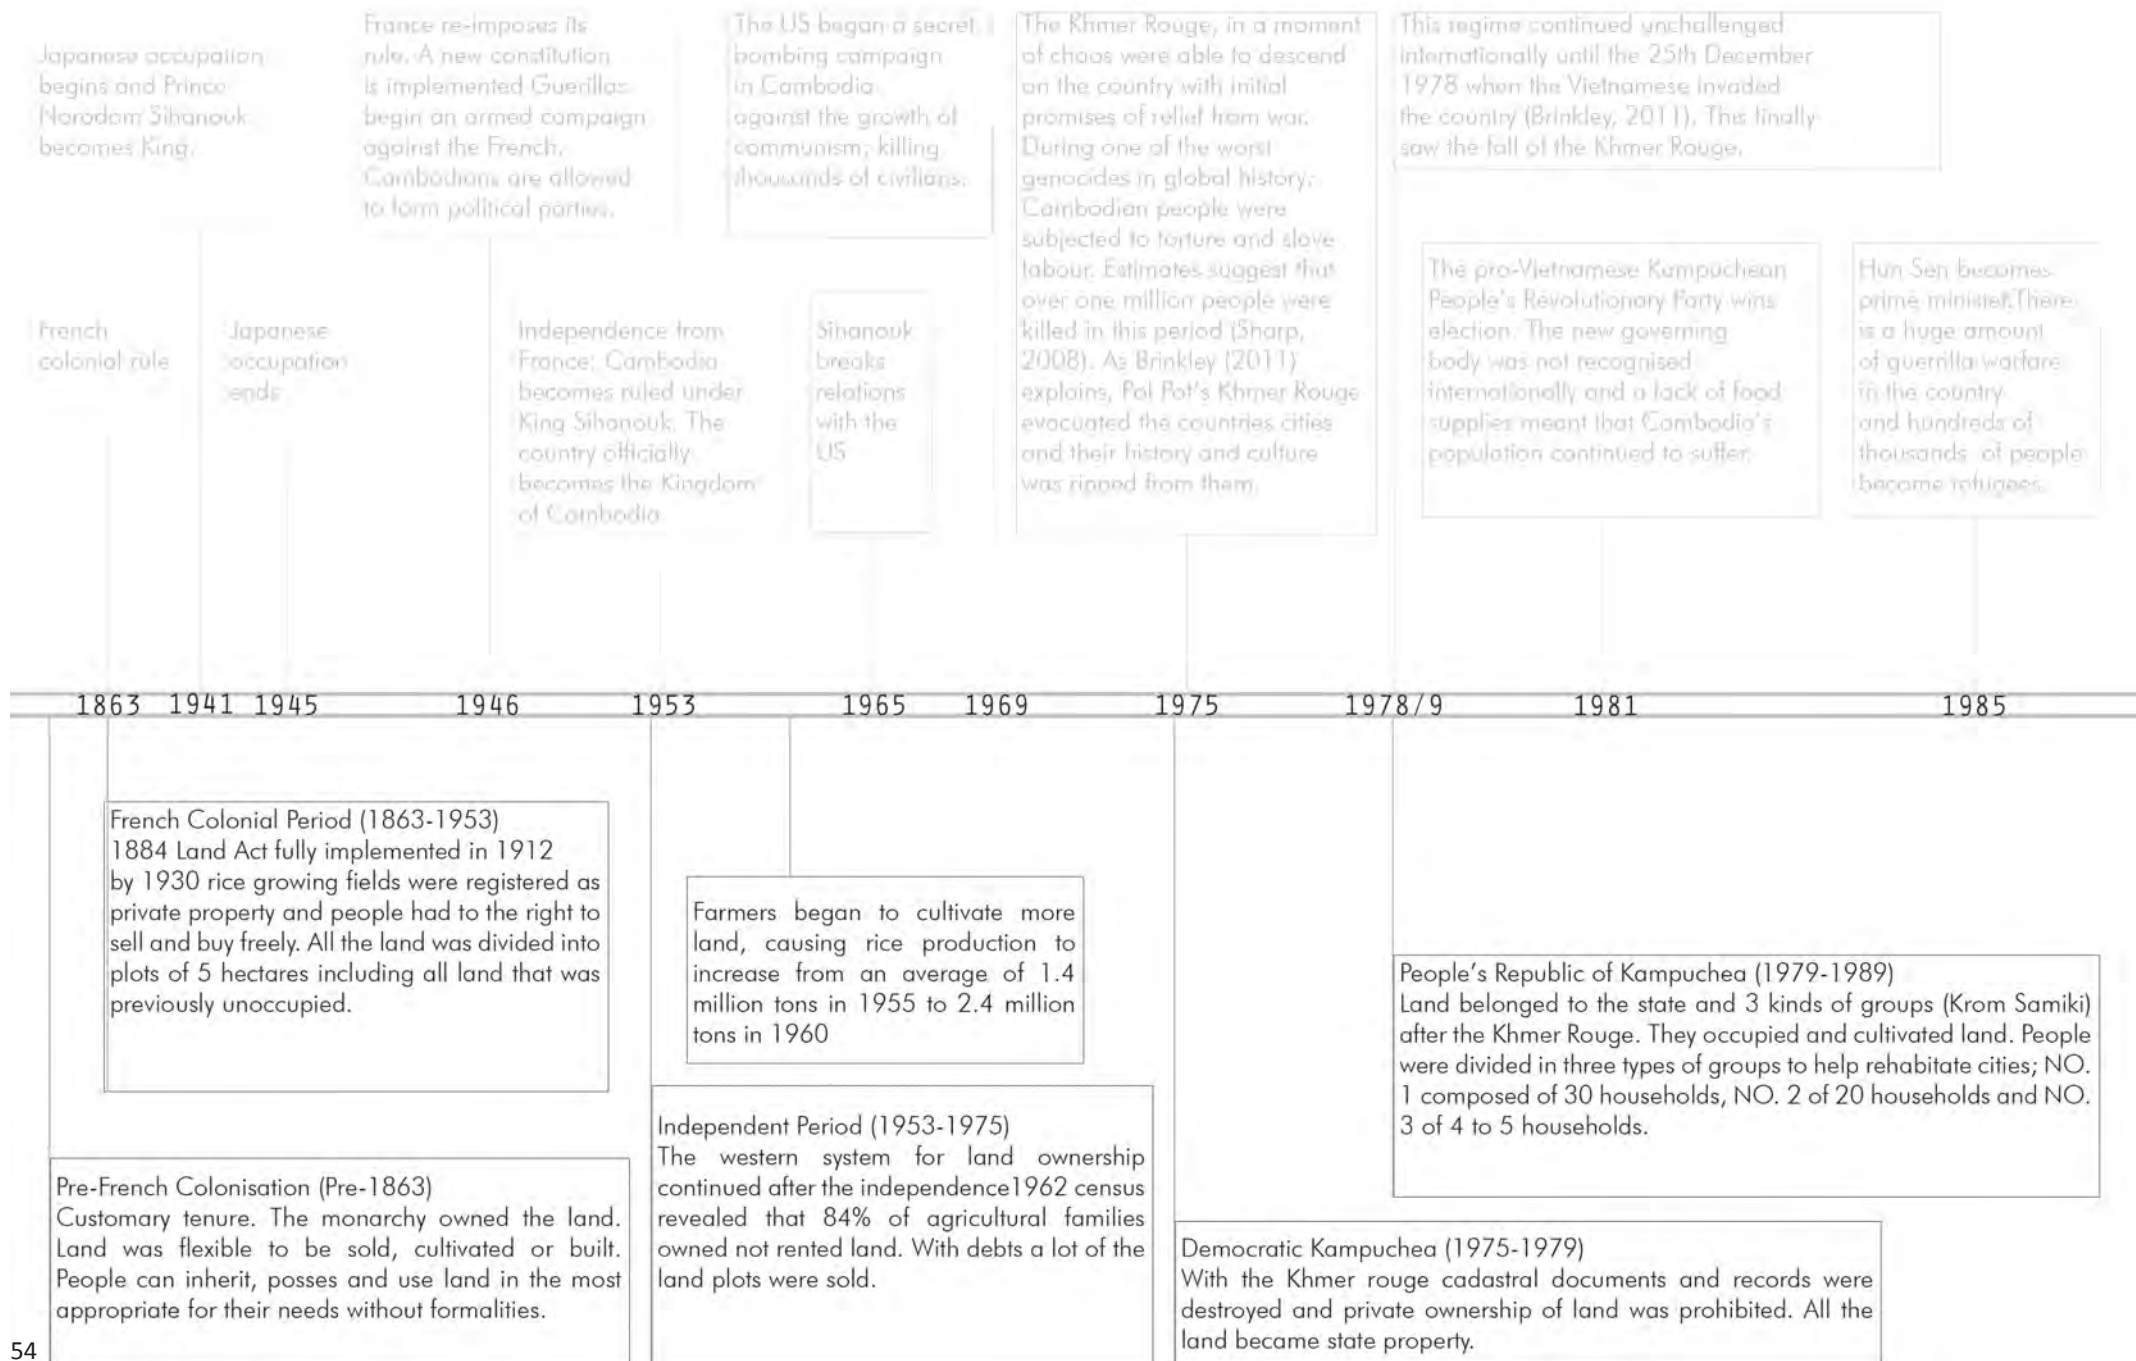 Japanese occupation
begins and Prince
Norodom Sihanouk
becomes King.
France re-imposes its
rule. A new constitution
is implemented Guerillas
begin an armed campaign
against the French.
Cambodians are allowed
to form political parties.
The US began a secret
bombing campaign
in Cambodia
against the growth of
communism; killing
thousands of civilians.
The Khmer Rouge, in a moment
of chaos were able to descend
on the country with initial
promises of relief from war.
During one of the worst
genocides in global history,
Cambodian people were
subjected to torture and slave
labour. Estimates suggest that
over one million people were
killed in this period (Sharp,
2008). As Brinkley (2011)
explains, Pol Pot's Khmer Rouge
evacuated the countries cities
and their history and culture
was ripped from them.
This regime continued unchallenged
internationally until the 25th December
1978 when the Vietnamese invaded
the country (Brinkley, 2011). This finally
saw the fall of the Khmer Rouge.
French
colonial rule
Japanese
occupation
ends
Independence from
France: Cambodia
becomes ruled under
King Sihanouk. The
country officially
becomes the Kingdom
of Cambodia
Sihanouk
breaks
relations
with the
US
The pro-Vietnamese Kampuchean
People's Revolutionary Party wins
election. The new governing
body was not recognised
internationally and a lack of food
supplies meant that Cambodia's
population continued to suffer.
Hun Sen becomes
prime minister.There
is a huge amount
of guerrilla warfare
in the country
and hundreds of
thousands of people
become refugees.
1863 1941 1945 1946 1953 1965 1969 1975 1978/9 1981 1985
French Colonial Period (1863-1953)
1884 Land Act fully implemented in 1912
by 1930 rice growing fields were registered as
private property and people had to the right to
sell and buy freely. All the land was divided into
plots of 5 hectares including all land that was
previously unoccupied.
Farmers began to cultivate more
land, causing rice production to
increase from an average of 1.4
million tons in 1955 to 2.4 million
tons in 1960
People's Republic of Kampuchea (1979-1989)
Land belonged to the state and 3 kinds of groups (Krom Samiki)
after the Khmer Rouge. They occupied and cultivated land. People
were divided in three types of groups to help rehabitate cities; NO.
1 composed of 30 households, NO. 2 of 20 households and NO.
3 of 4 to 5 households.
Pre-French Colonisation (Pre-1863)
Customary tenure. The monarchy owned the land.
Land was flexible to be sold, cultivated or built.
People can inherit, posses and use land in the most
appropriate for their needs without formalities.
Independent Period (1953-1975)
The western system for land ownership
continued after the independence1962 census
revealed that 84% of agricultural families
owned not rented land. With debts a lot of the
land plots were sold.
Democratic Kampuchea (1975-1979)
With the Khmer rouge cadastral documents and records were
destroyed and private ownership of land was prohibited. All the
land became state property.
54